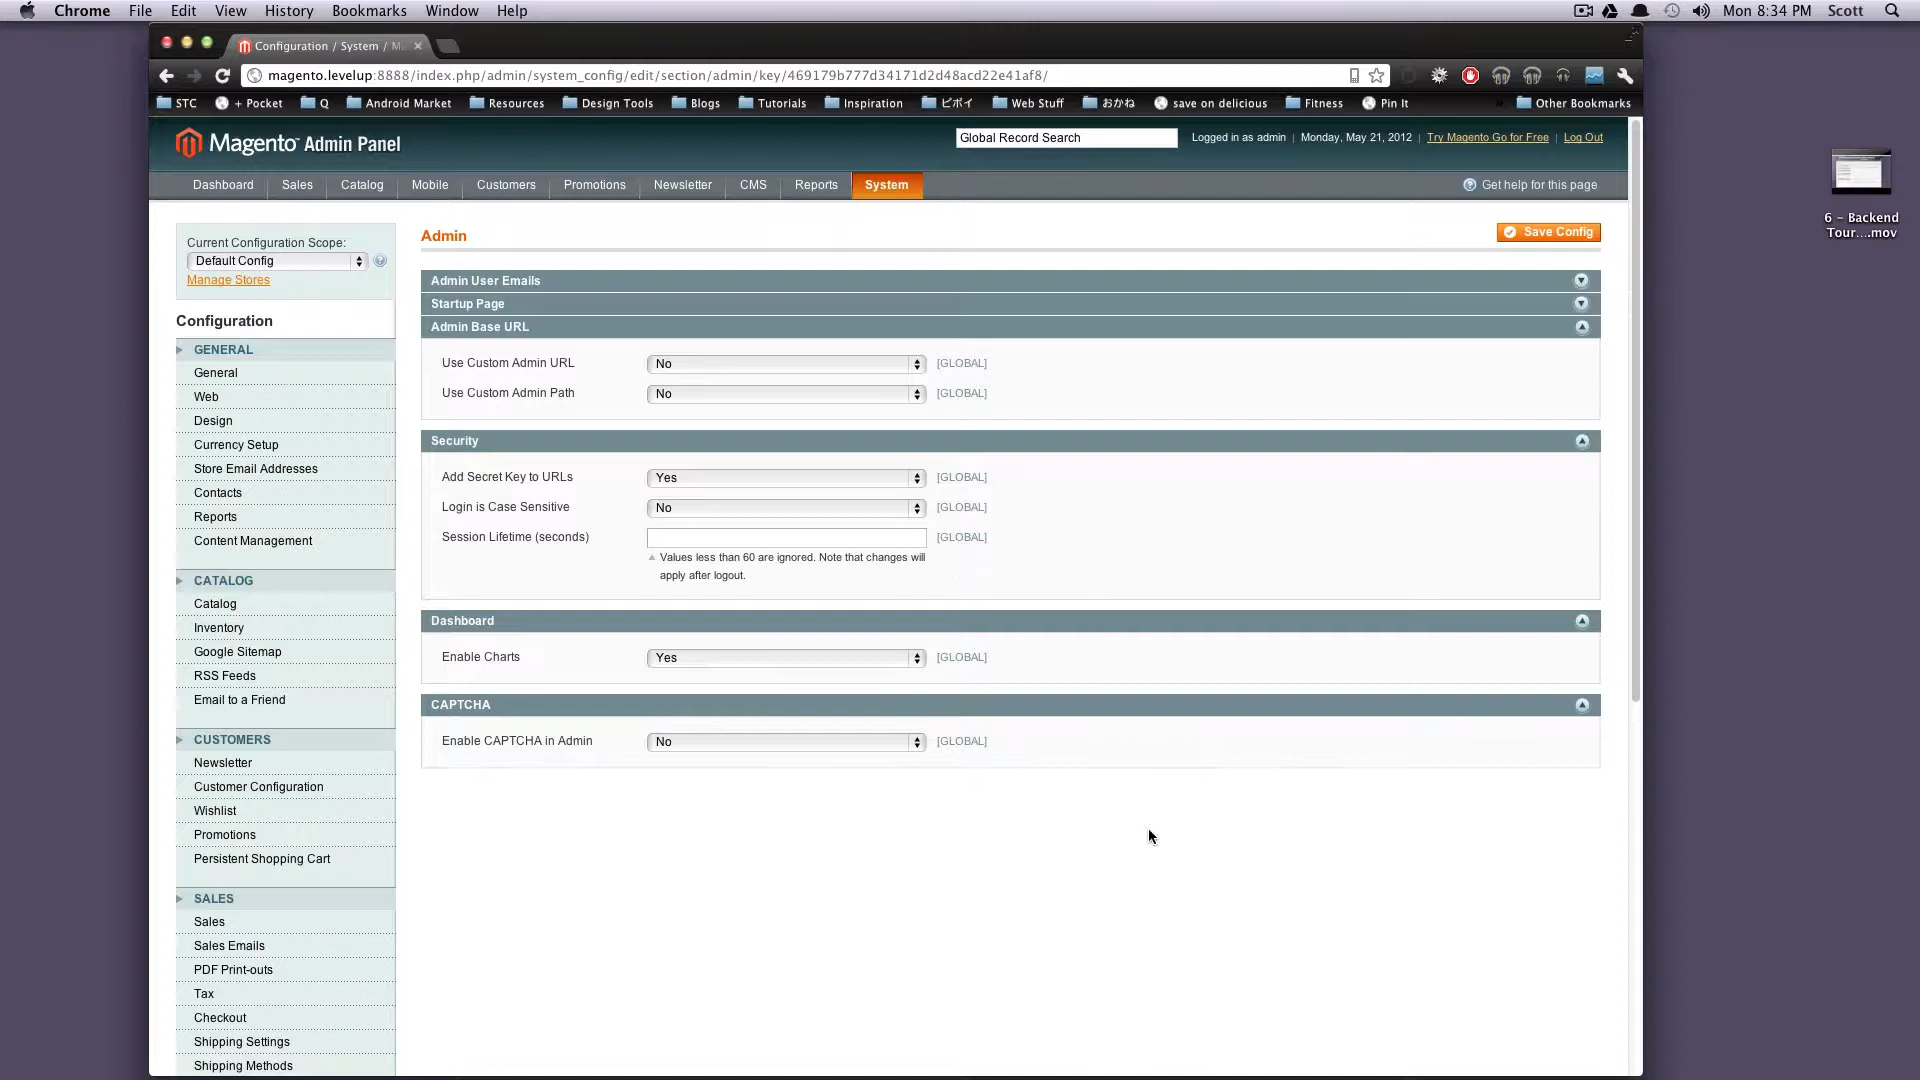 Chrome File Edit View History Bookmarks Window Help Mon 8:34 PM Scott
Configuration / System / Ma
magento.levelup:8888/index.php/admin/system_config/edit/section/admin/key/469179b777d34171d2d48acd22e41af8/
STC + Pocket Q Android Market Resources Design Tools Blogs Tutorials Inspiration ビボイ Web Stuff おかね save on delicious Fitness Pin It » Other Bookmarks
Magento Admin Panel Global Record Search Logged in as admin | Monday, May 21, 2012 | Try Magento Go for Free | Log Out
Dashboard Sales Catalog Mobile Customers Promotions Newsletter CMS Reports System Get help for this page
6 - Backend
Tour....mov
Current Configuration Scope:
Default Config
Manage Stores
Configuration
GENERAL
General
Web
Design
Currency Setup
Store Email Addresses
Contacts
Reports
Content Management
CATALOG
Catalog
Inventory
Google Sitemap
RSS Feeds
Email to a Friend
CUSTOMERS
Newsletter
Customer Configuration
Wishlist
Promotions
Persistent Shopping Cart
SALES
Sales
Sales Emails
PDF Print-outs
Tax
Checkout
Shipping Settings
Shipping Methods
Admin Save Config
Admin User Emails
Startup Page
Admin Base URL
Use Custom Admin URL No [GLOBAL]
Use Custom Admin Path No [GLOBAL]
Security
Add Secret Key to URLs Yes [GLOBAL]
Login is Case Sensitive No [GLOBAL]
Session Lifetime (seconds) [GLOBAL]
Values less than 60 are ignored. Note that changes will
apply after logout.
Dashboard
Enable Charts Yes [GLOBAL]
CAPTCHA
Enable CAPTCHA in Admin No [GLOBAL]